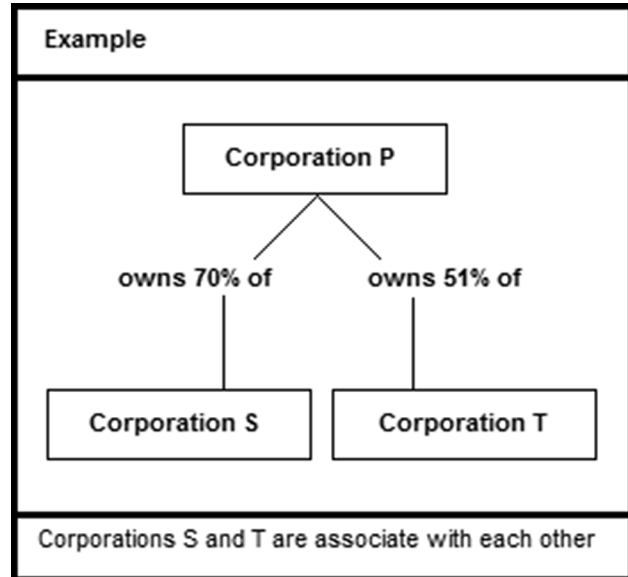 Example
Corporation P
owns 70% of
owns 51% of
Corporation S
Corporation T
Corporations S and T are associate with each other